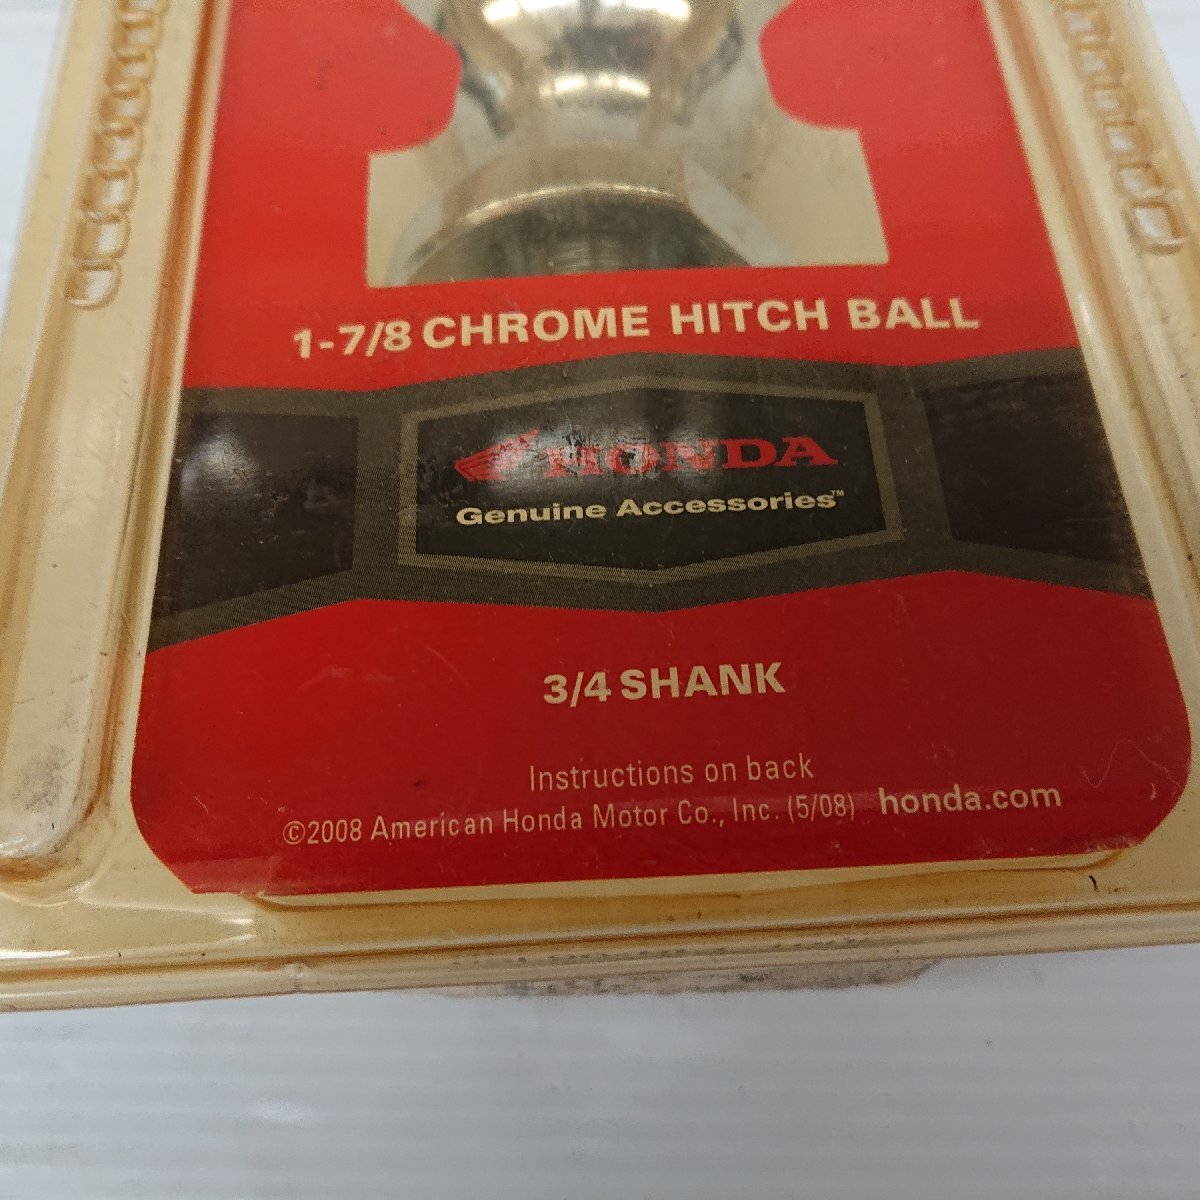 1-7/8 CHROME HITCH BALL
HONDA
Genuine Accessories™
3/4 SHANK
Instructions on back
©2008 American Honda Motor Co., Inc. (5/08) honda.com